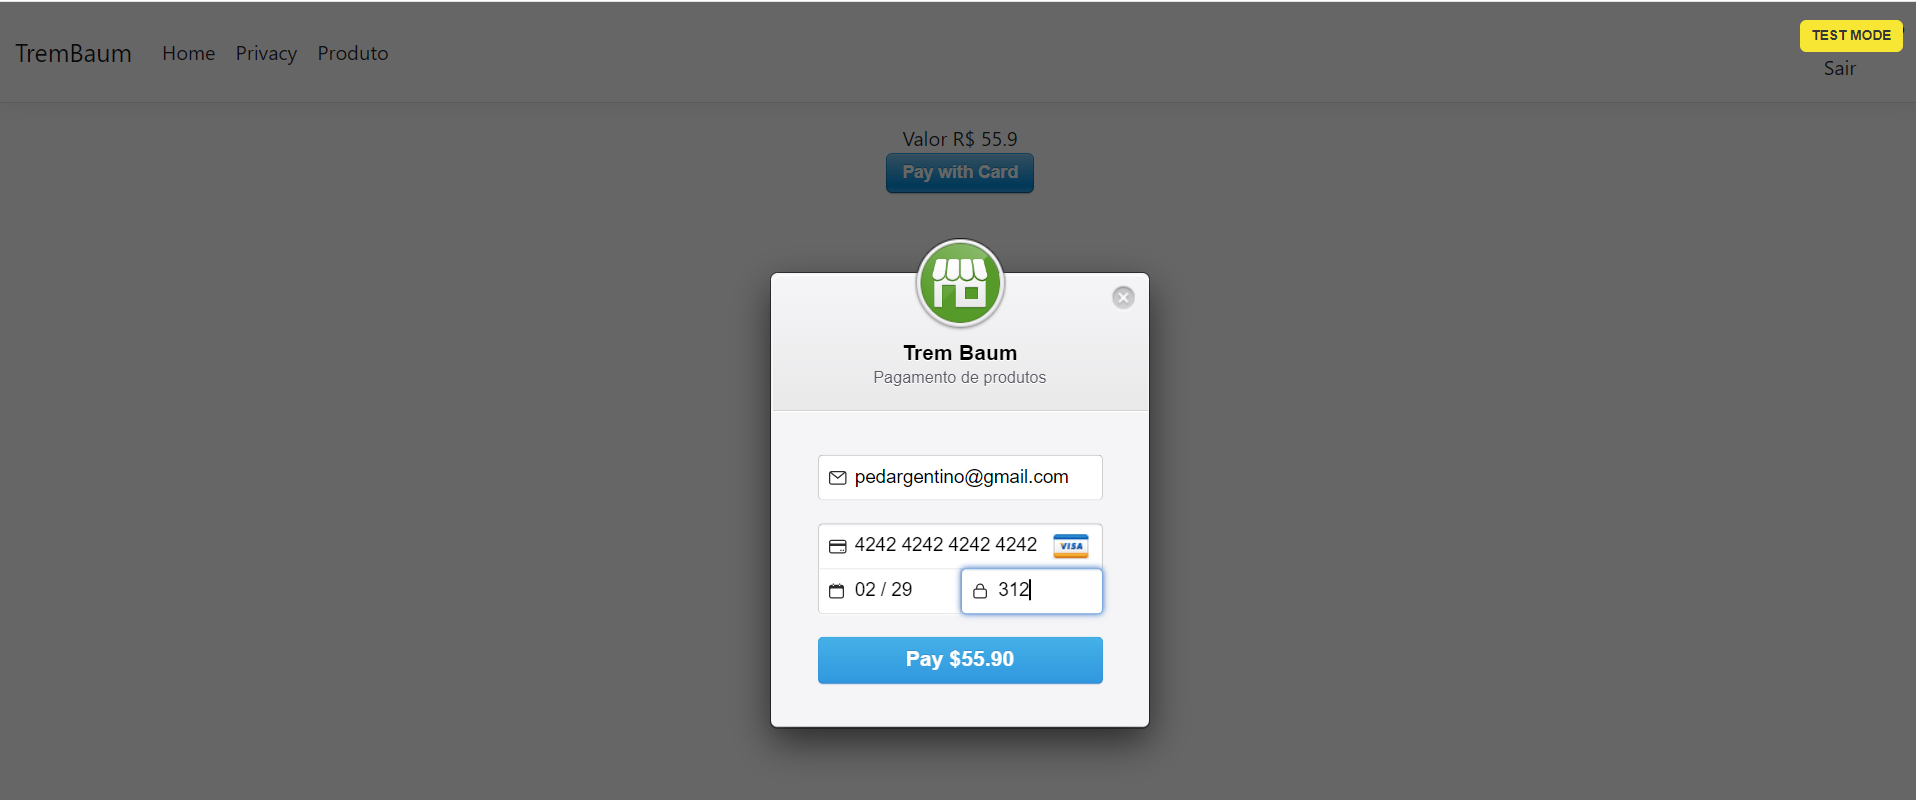 TremBaum Home Privacy Produto
TEST MODE
Sair
Valor R$ 55.9
Pay with Card
Trem Baum
Pagamento de produtos
pedargentino@gmail.com
4242 4242 4242 4242 VISA
02 / 29 312
Pay $55.90